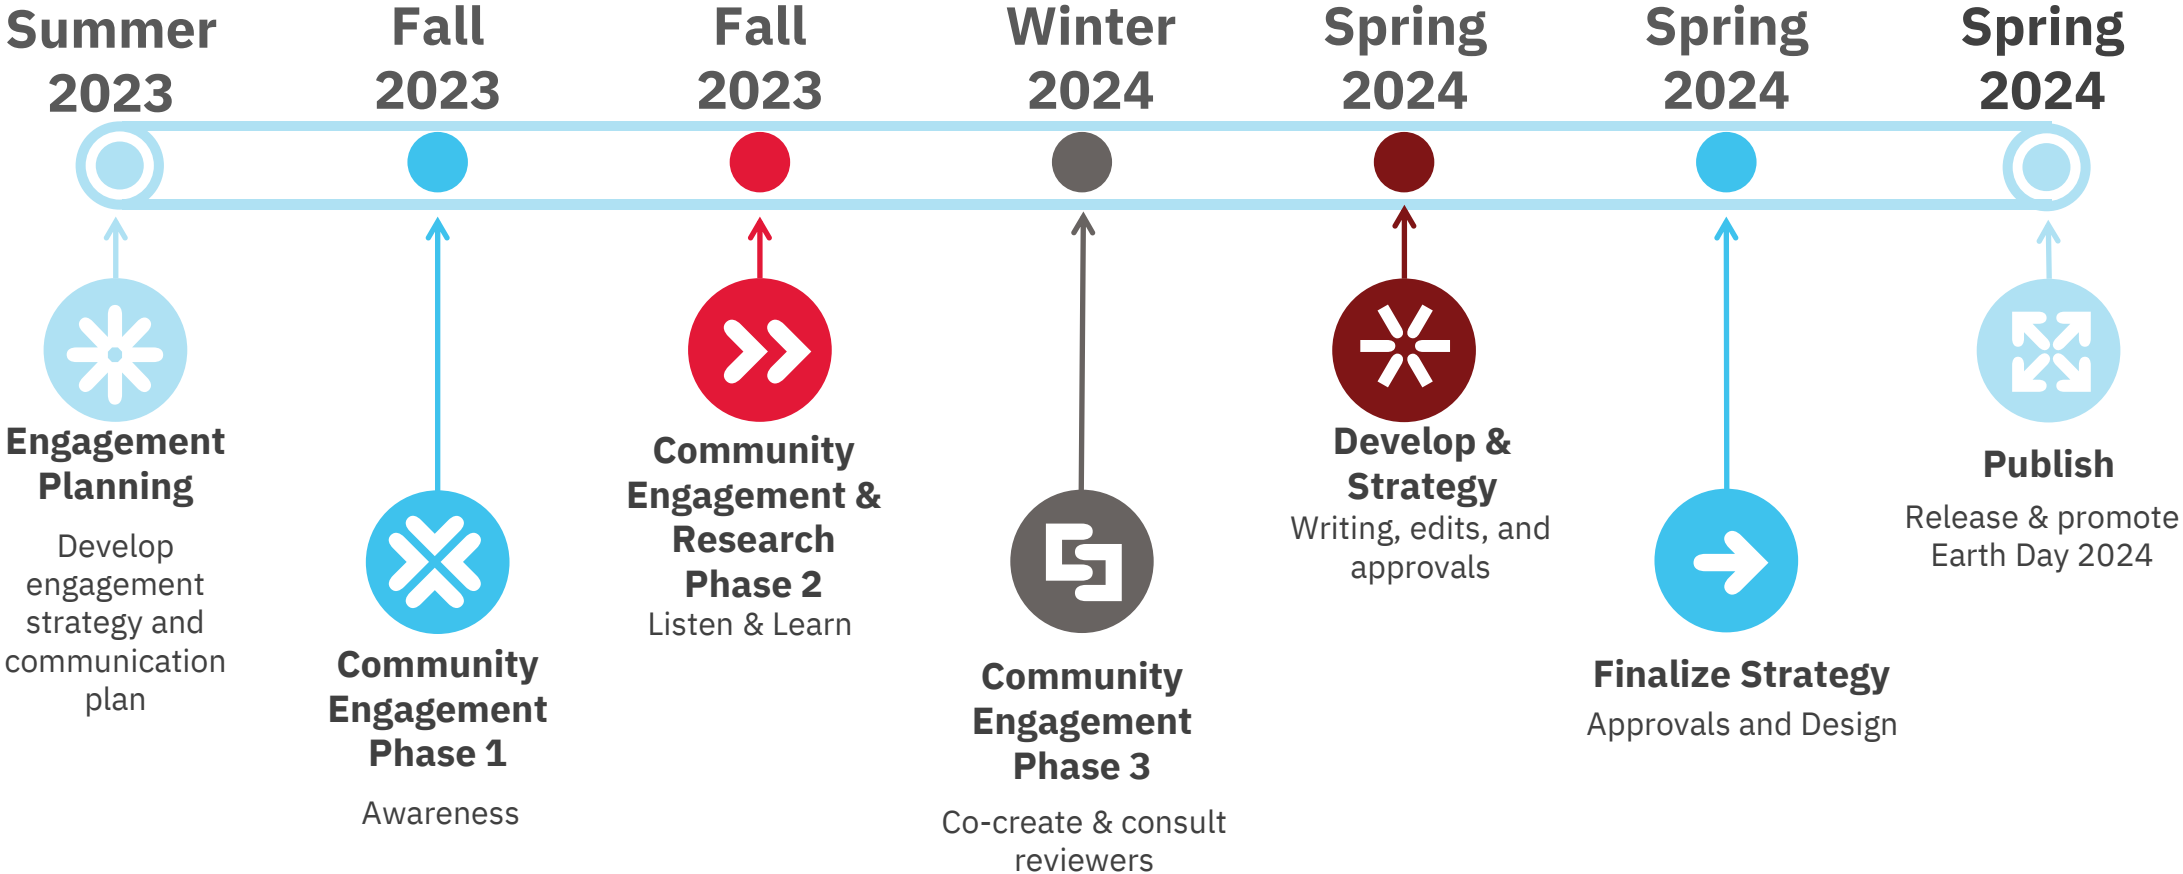 Summer
2023
Fall
2023
Fall
2023
Winter
2024
Spring
2024
Spring
2024
Spring
2024
Engagement
Planning
Develop
engagement
strategy and
communication
plan
Community
Engagement
Phase 1
Awareness
Community
Engagement &
Research
Phase 2
Listen & Learn
Community
Engagement
Phase 3
Co-create & consult
reviewers
Develop &
Strategy
Writing, edits, and
approvals
Finalize Strategy
Approvals and Design
Publish
Release & promote
Earth Day 2024